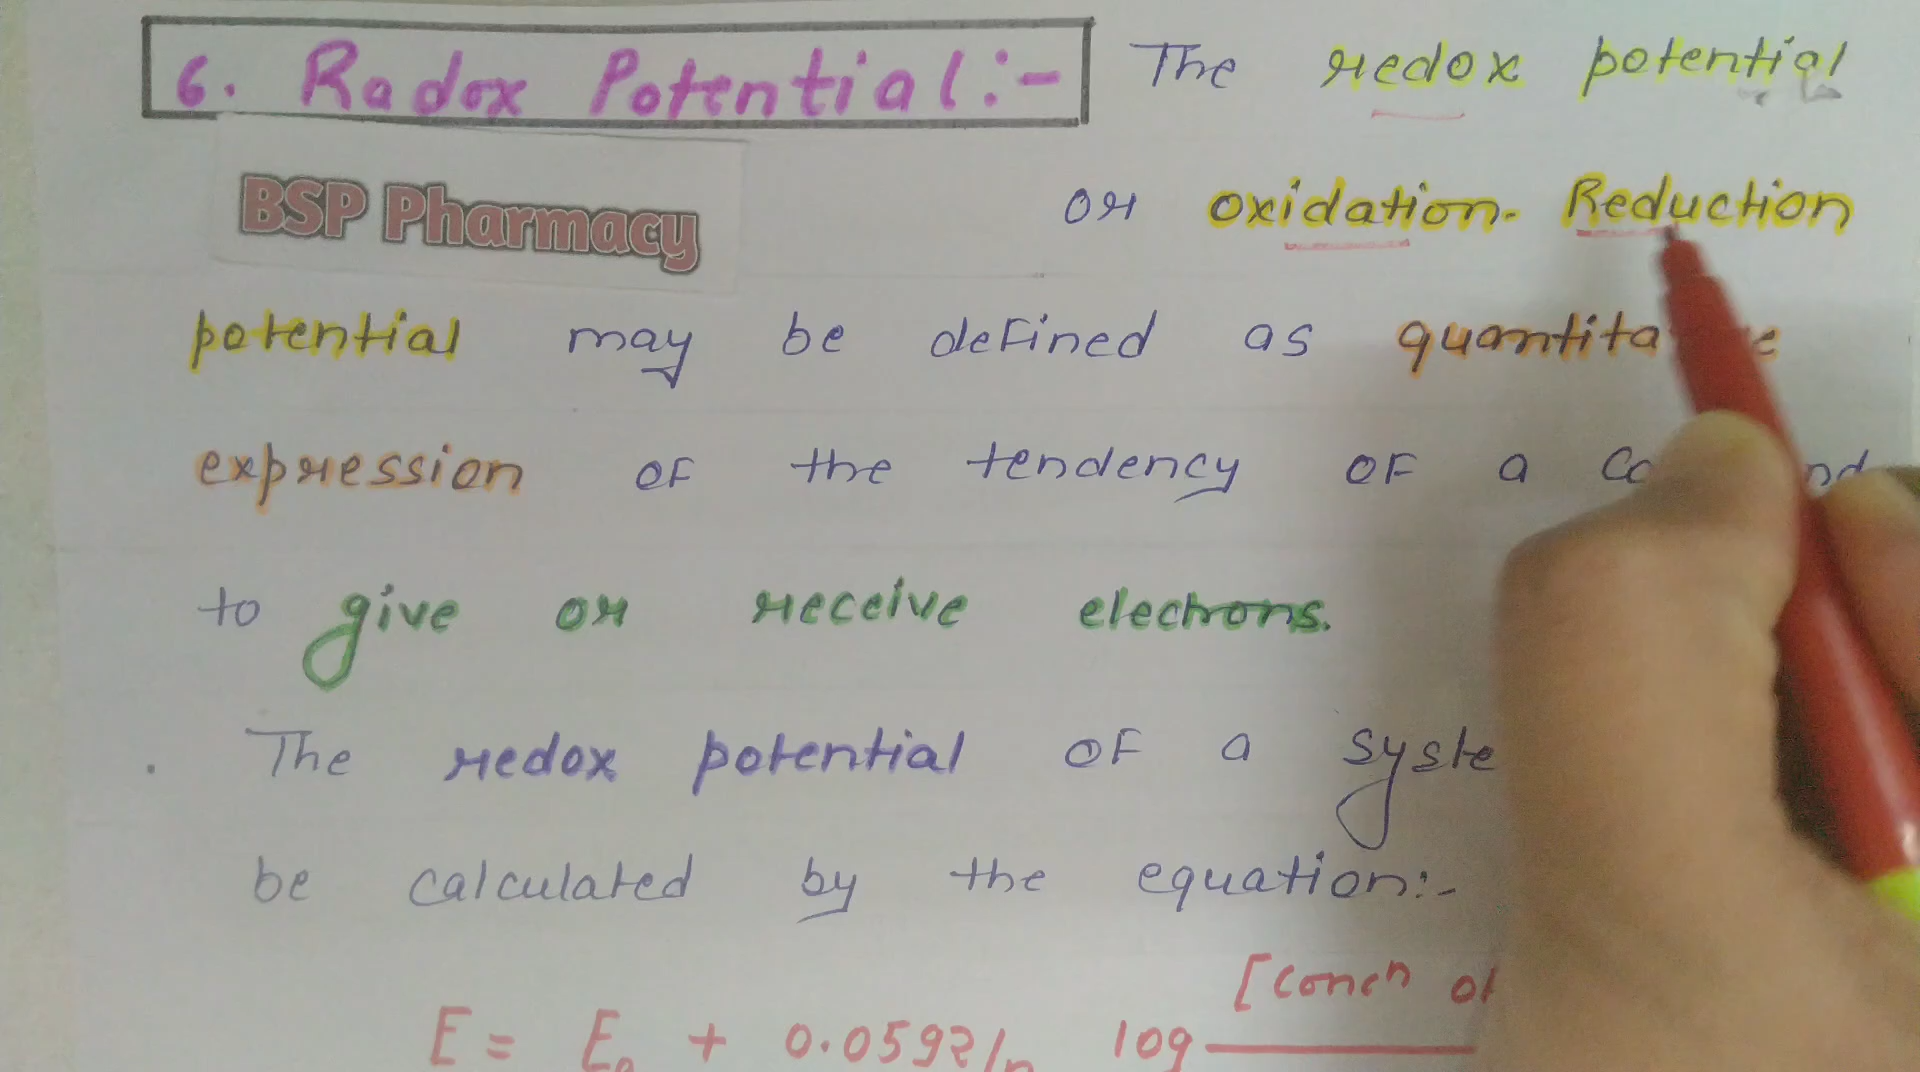 6. Radox Potential:- The redox potential
BSP Pharmacy
or oxidation- Reduction
potential may be defined as
expression of the tendency of a
to give or receive electrons.
. The redox potential of a
be calculated by the equation:-
[Concn of
E = E₀ + 0.0592/n log